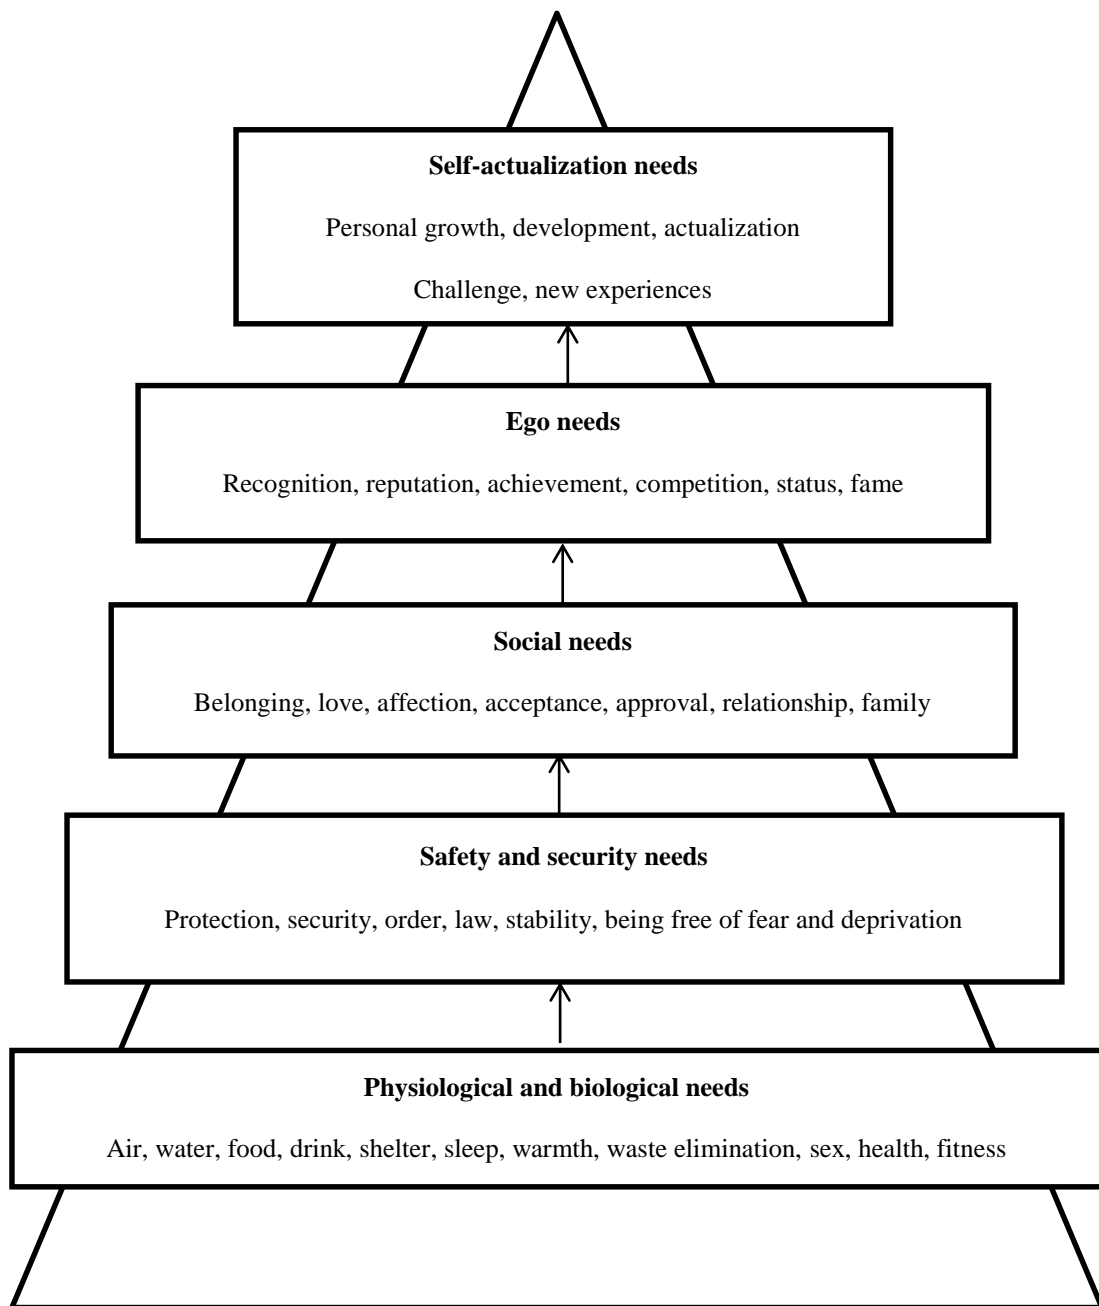 Self-actualization needs
Personal growth, development, actualization
Challenge, new experiences
Ego needs
Recognition, reputation, achievement, competition, status, fame
Social needs
Belonging, love, affection, acceptance, approval, relationship, family
Safety and security needs
Protection, security, order, law, stability, being free of fear and deprivation
Physiological and biological needs
Air, water, food, drink, shelter, sleep, warmth, waste elimination, sex, health, fitness